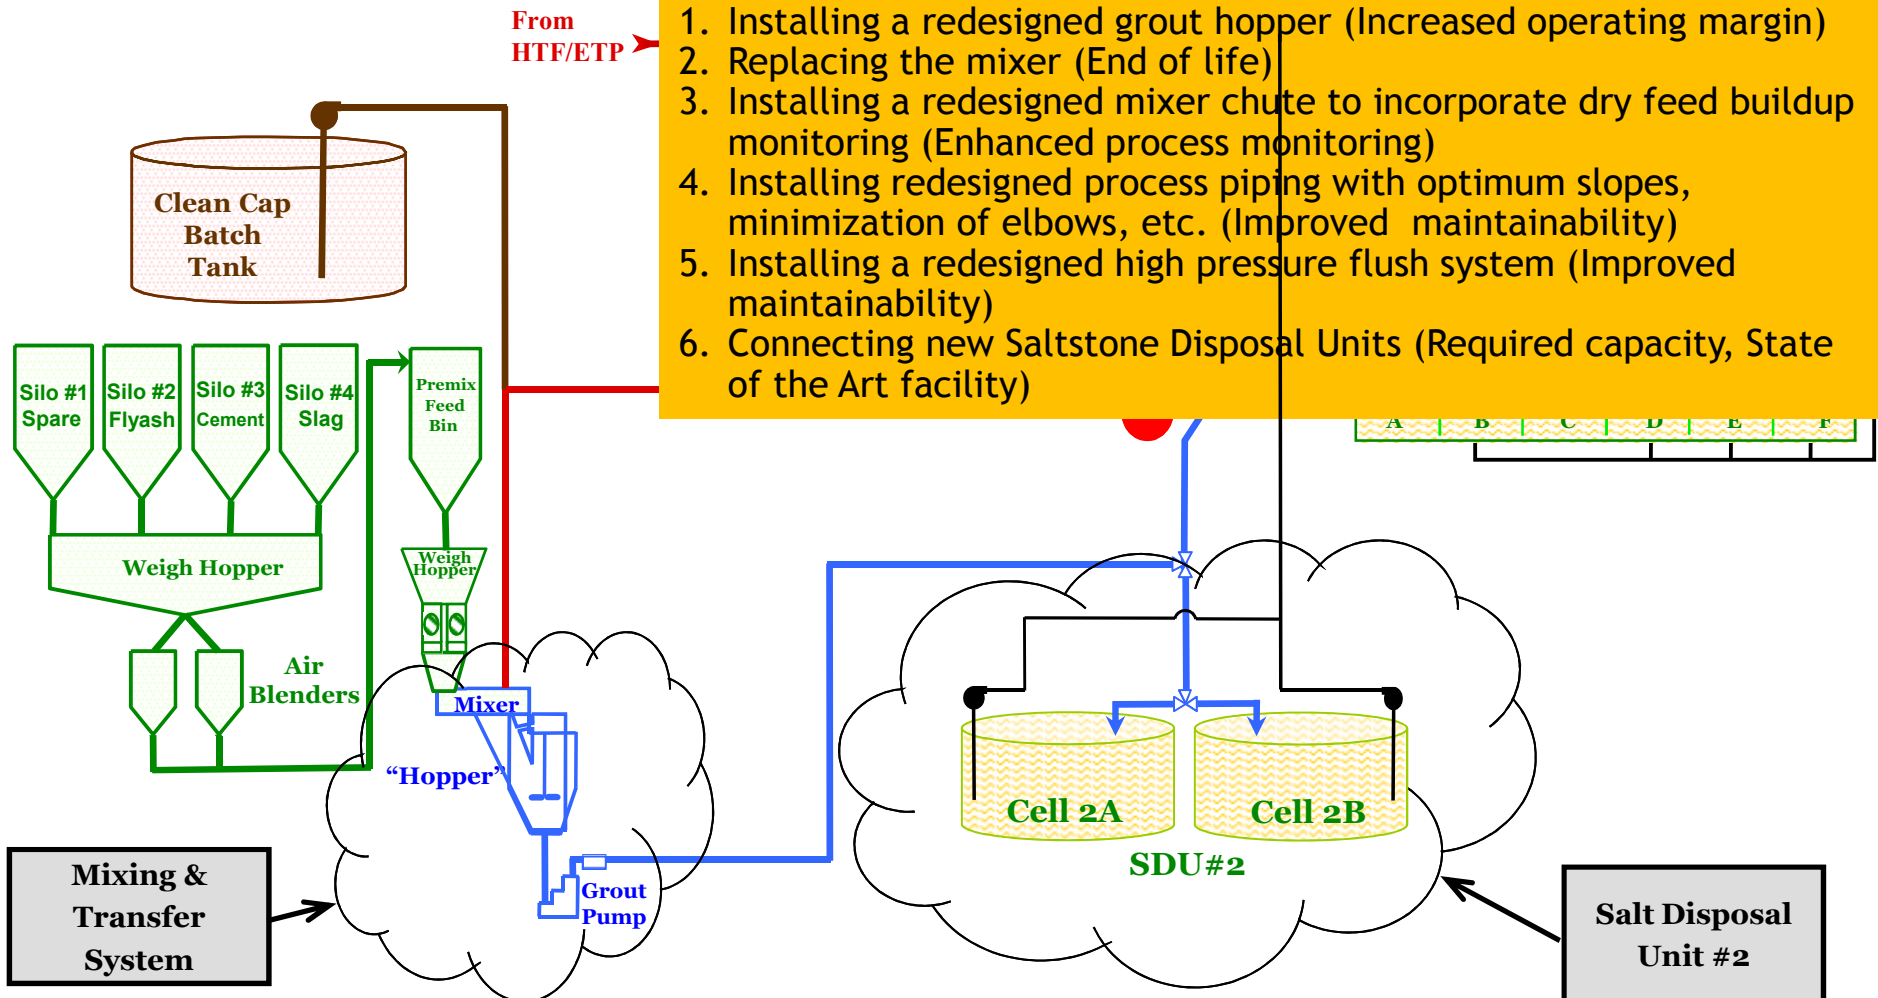 From
HTF/ETP
1. Installing a redesigned grout hopper (Increased operating margin)
2. Replacing the mixer (End of life)
3. Installing a redesigned mixer chute to incorporate dry feed buildup
monitoring (Enhanced process monitoring)
4. Installing redesigned process piping with optimum slopes,
minimization of elbows, etc. (Improved maintainability)
5. Installing a redesigned high pressure flush system (Improved
maintainability)
6. Connecting new Saltstone Disposal Units (Required capacity, State
of the Art facility)
Clean Cap
Batch
Tank
Silo #1
Spare
Silo #2
Flyash
Silo #3
Cement
Silo #4
Slag
Premix
Feed
Bin
A B C D E F
Weigh Hopper
Weigh
Hopper
Air
Blenders
Mixer
“Hopper”
Grout
Pump
Cell 2A
Cell 2B
SDU#2
Mixing &
Transfer
System
Salt Disposal
Unit #2